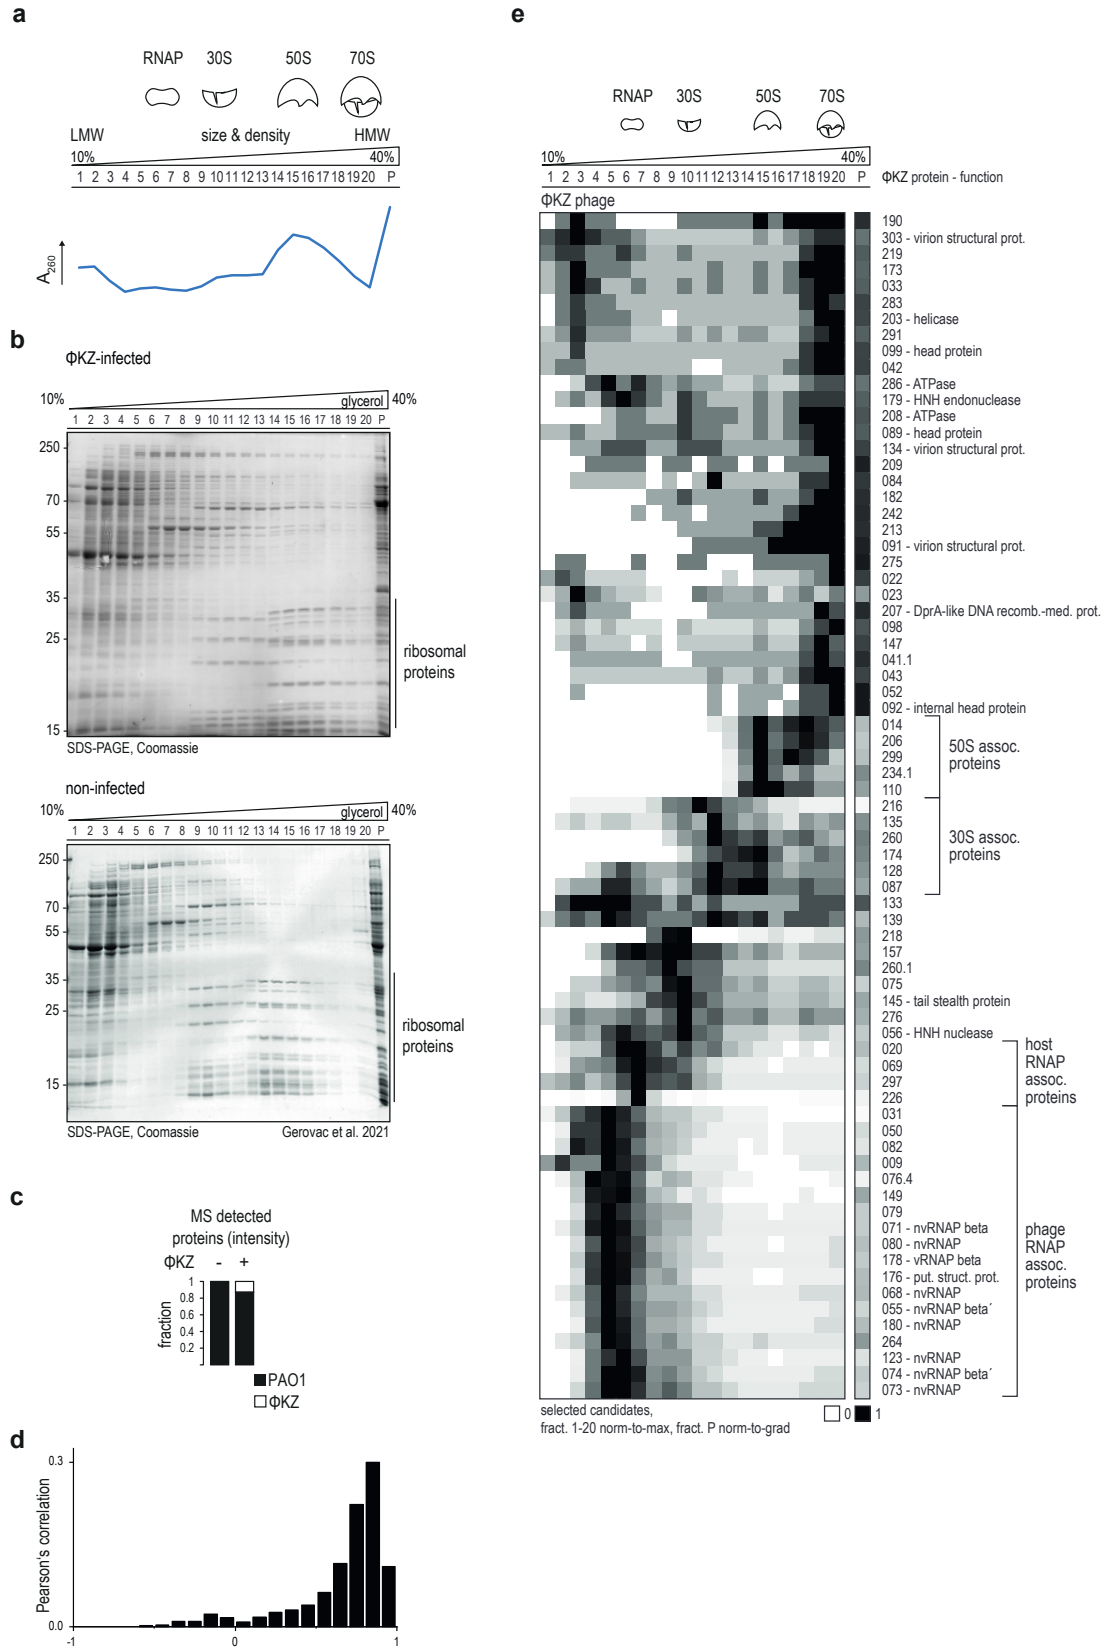 a
RNAP 30S 50S 70S
LMW size & density HMW
10% 40%
1 2 3 4 5 6 7 8 9 10 11 12 13 14 15 16 17 18 19 20 P
A260
b
ΦKZ-infected
10% glycerol 40%
1 2 3 4 5 6 7 8 9 10 11 12 13 14 15 16 17 18 19 20 P
250
70
55
35
25
15
ribosomal
proteins
SDS-PAGE, Coomassie
non-infected
10% glycerol 40%
1 2 3 4 5 6 7 8 9 10 11 12 13 14 15 16 17 18 19 20 P
250
70
55
35
25
15
ribosomal
proteins
SDS-PAGE, Coomassie Gerovac et al. 2021
c
MS detected
proteins (intensity)
ΦKZ - +
fraction
1
0.8
0.6
0.4
0.2
PAO1
ΦKZ
d
Pearson's correlation
0.3
0.0
-1 0 1
e
RNAP 30S 50S 70S
10% 40%
1 2 3 4 5 6 7 8 9 10 11 12 13 14 15 16 17 18 19 20 P ΦKZ protein - function
ΦKZ phage
190
303 - virion structural prot.
219
173
033
283
203 - helicase
291
099 - head protein
042
286 - ATPase
179 - HNH endonuclease
208 - ATPase
089 - head protein
134 - virion structural prot.
209
084
182
242
213
091 - virion structural prot.
275
022
023
207 - DprA-like DNA recomb.-med. prot.
098
147
041.1
043
052
092 - internal head protein
014
206
299
234.1
110
50S assoc.
proteins
216
135
260
174
128
087
30S assoc.
proteins
133
139
218
157
260.1
075
145 - tail stealth protein
276
056 - HNH nuclease
020
069
297
226
host
RNAP
assoc.
proteins
031
050
082
009
076.4
149
079
071 - nvRNAP beta
080 - nvRNAP
178 - vRNAP beta
176 - put. struct. prot.
068 - nvRNAP
055 - nvRNAP beta´
180 - nvRNAP
264
123 - nvRNAP
074 - nvRNAP beta´
073 - nvRNAP
phage
RNAP
assoc.
proteins
selected candidates,
fract. 1-20 norm-to-max, fract. P norm-to-grad
0 1